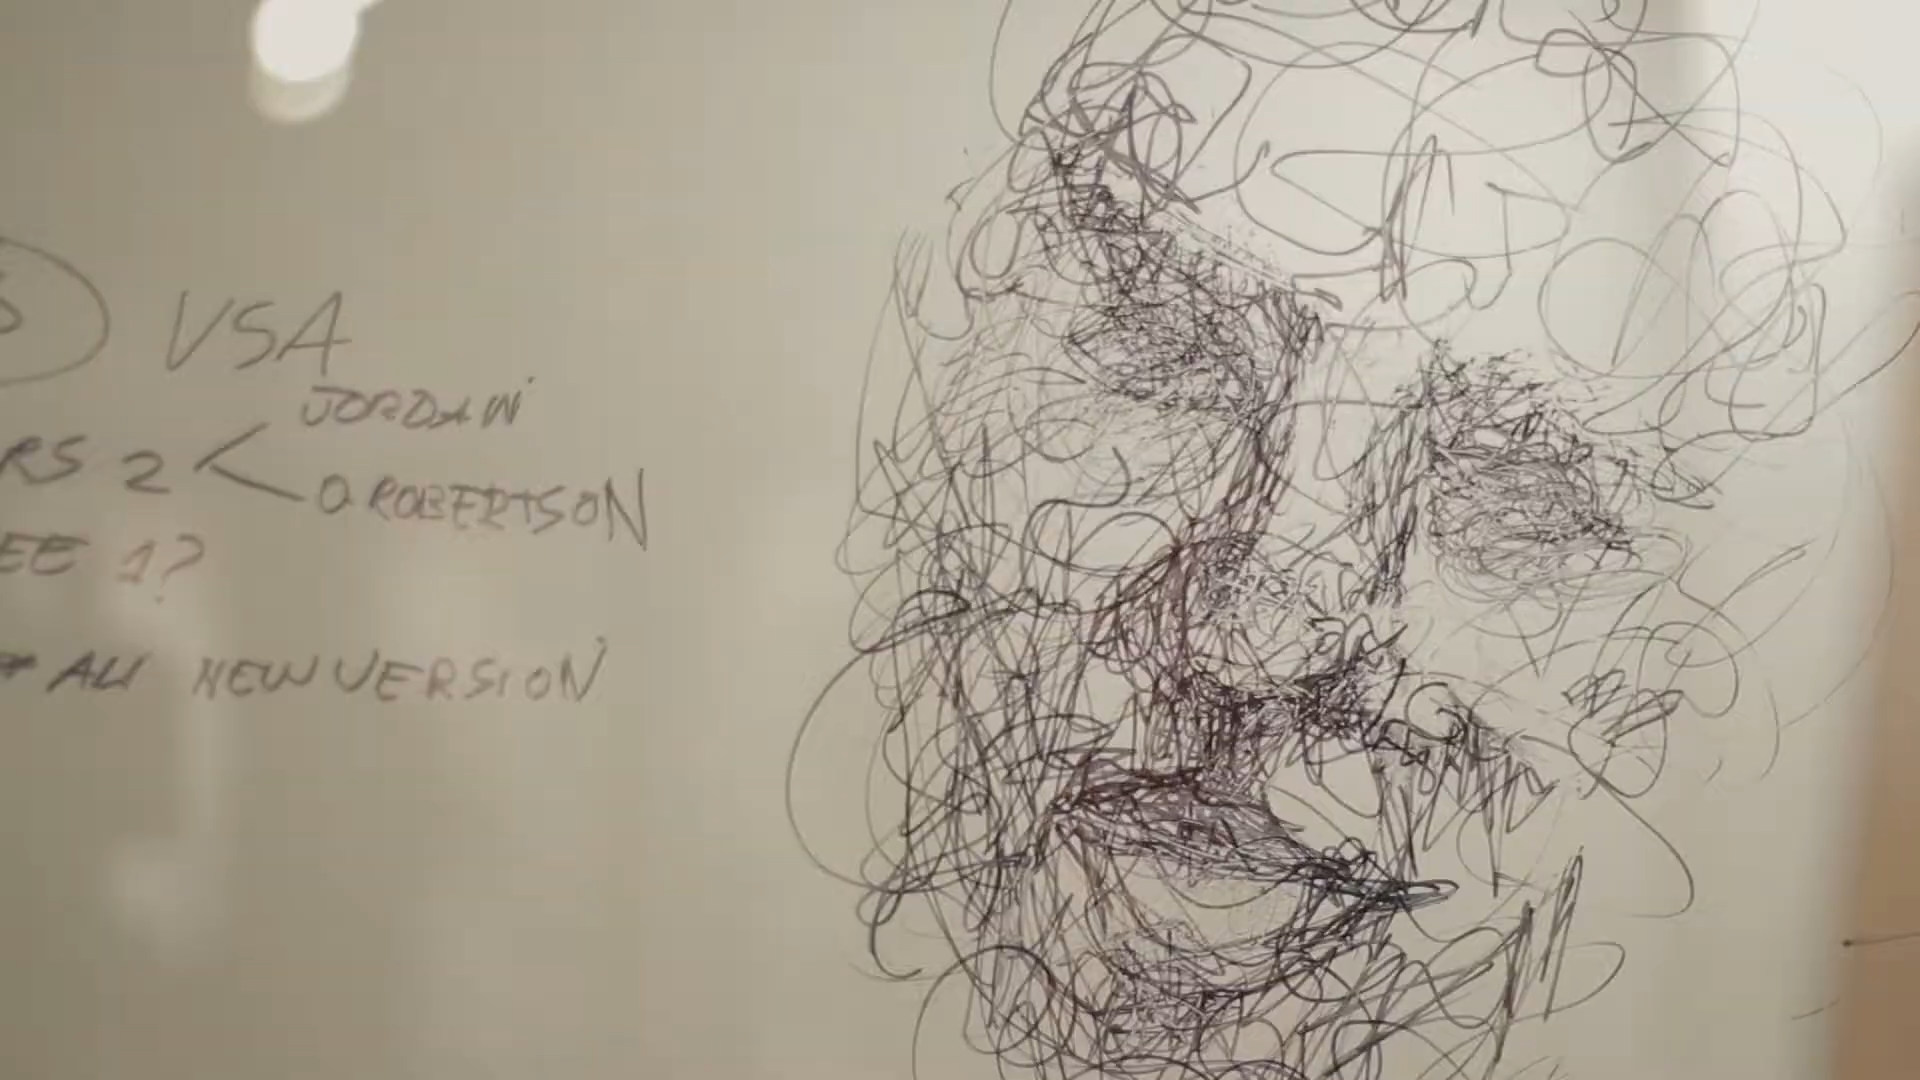 VSA
JORDAN
RS 2 <
O ROBERTSON
EE 1?
* ALL NEW VERSION